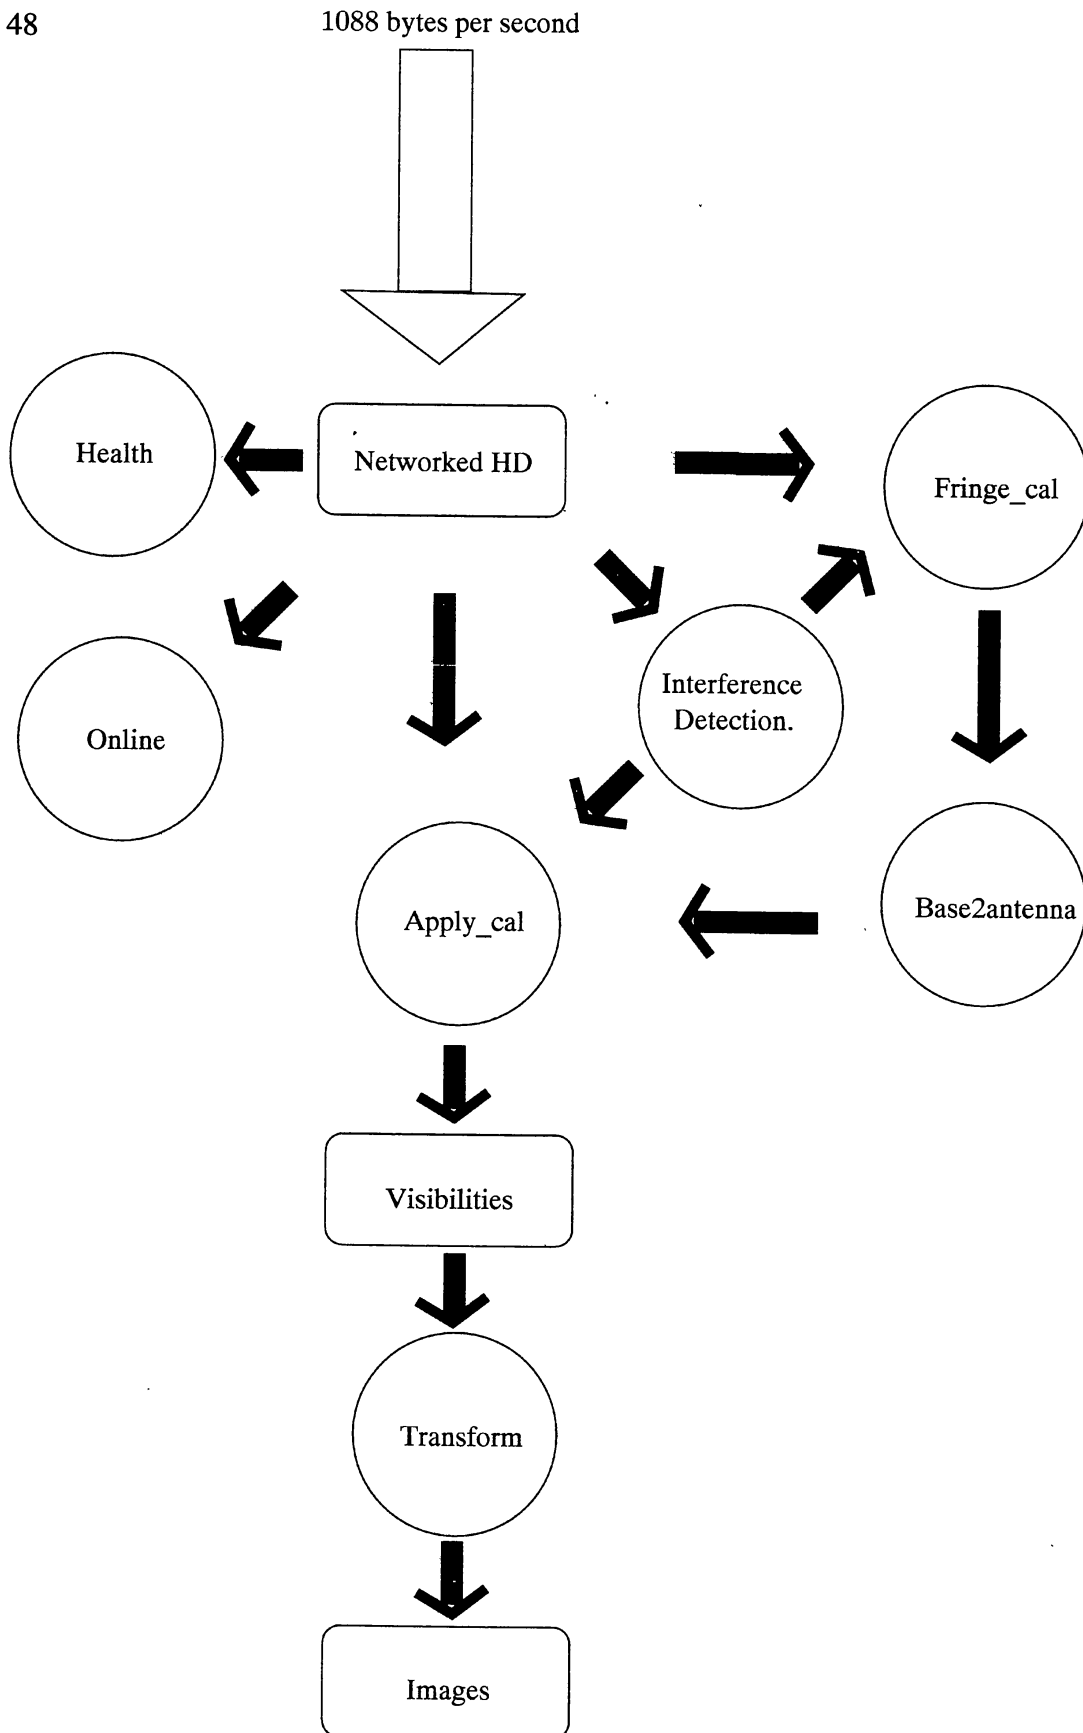 48
1088 bytes per second
Health
Networked HD
Fringe_cal
Interference
Detection.
Online
Apply_cal
Base2antenna
Visibilities
Transform
Images